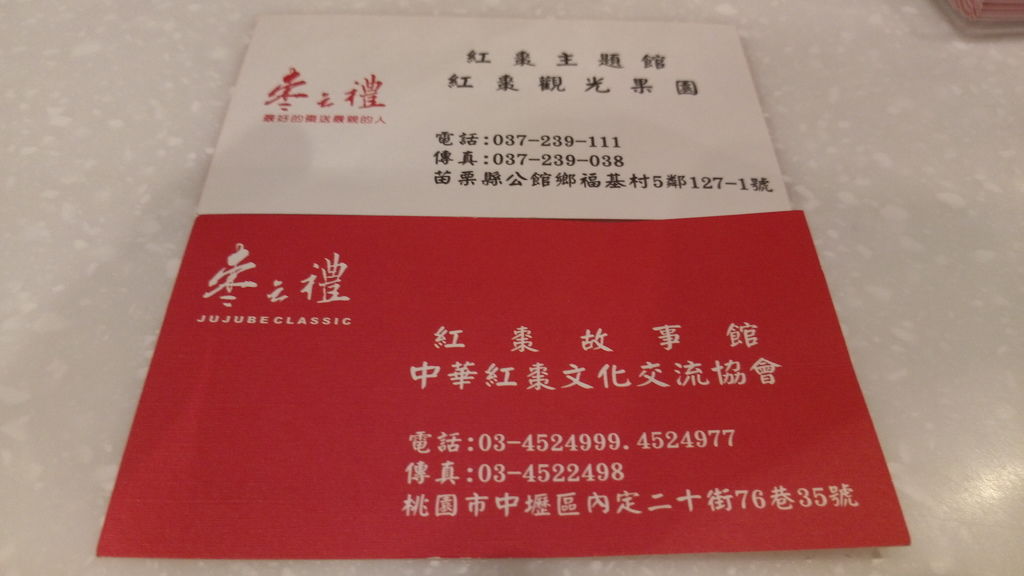 紅棗主題館
紅棗觀光果園
棗之禮
最好的禮送最親的人
電話:037-239-111
傳真:037-239-038
苗栗縣公館鄉福基村5鄰127-1號
棗之禮
JUJUBE CLASSIC
紅棗故事館
中華紅棗文化交流協會
電話:03-4524999.4524977
傳真:03-4522498
桃園市中壢區內定二十街76巷35號